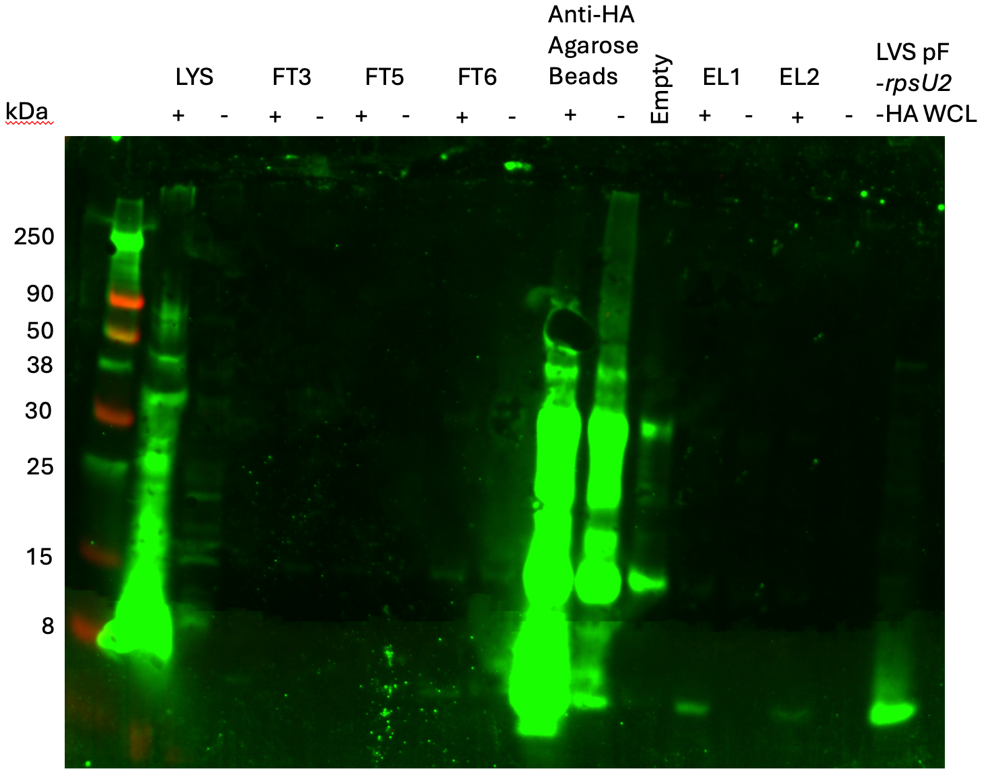 Anti-HA
Agarose
Beads
LYS
FT3
FT5
FT6
Empty
EL1
EL2
LVS pF
-rpsU2
-HA WCL
kDa
+ - + - + - + - + - + - + -
250
90
50
38
30
25
15
8